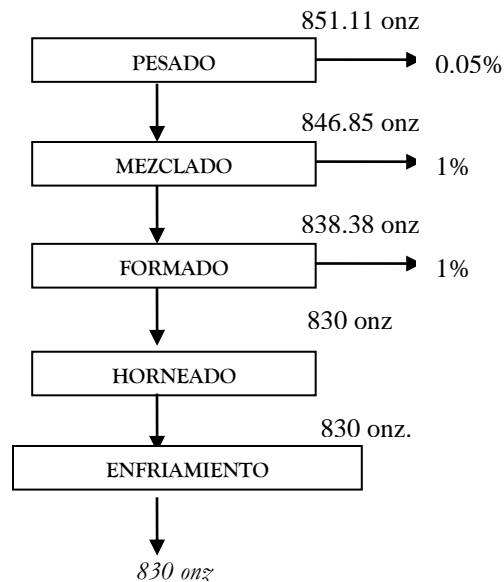 851.11 onz
PESADO
0.05%
846.85 onz
MEZCLADO
1%
838.38 onz
FORMADO
1%
830 onz
HORNEADO
830 onz.
ENFRIAMIENTO
830 onz